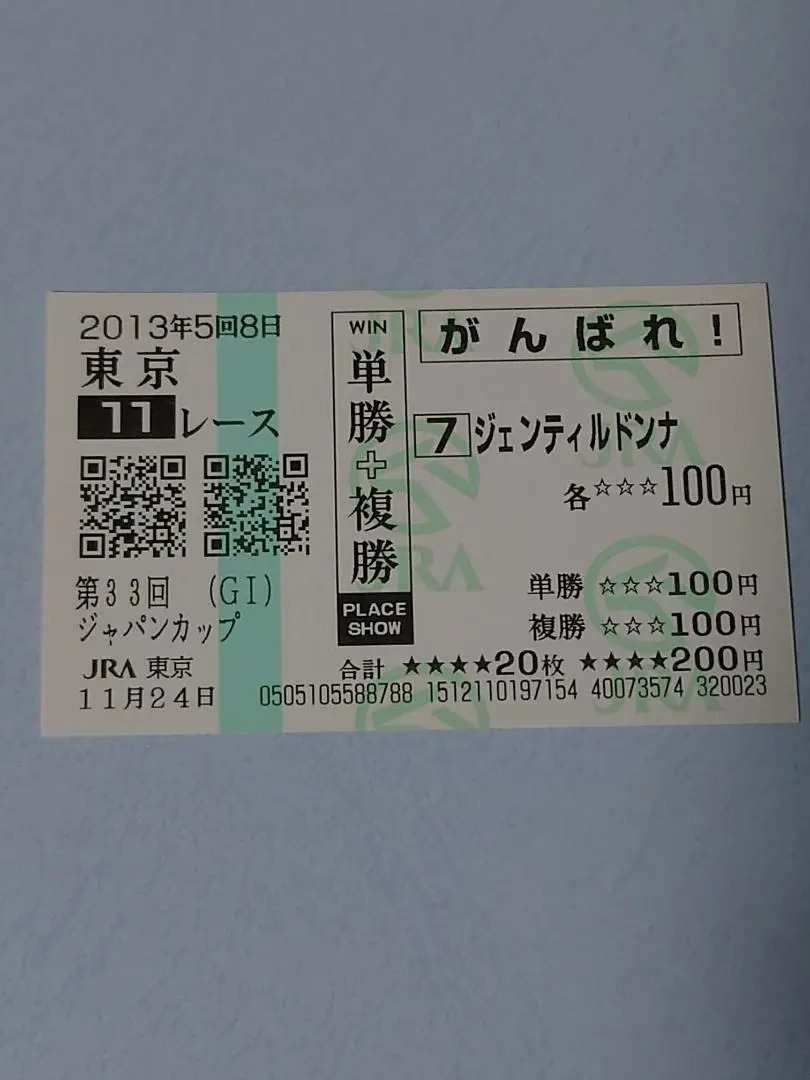 2013年5回8日
東京
11レース
第33回 (GI)
ジャパンカップ
JRA 東京
11月24日
WIN
単勝+複勝
PLACE
SHOW
がんばれ!
7 ジェンティルドンナ
各☆☆☆100円
単勝 ☆☆☆100円
複勝 ☆☆☆100円
合計 ★★★★20枚 ★★★★200円
0505105588788 1512110197154 40073574 320023
JRA
JRA
JRA
JRA